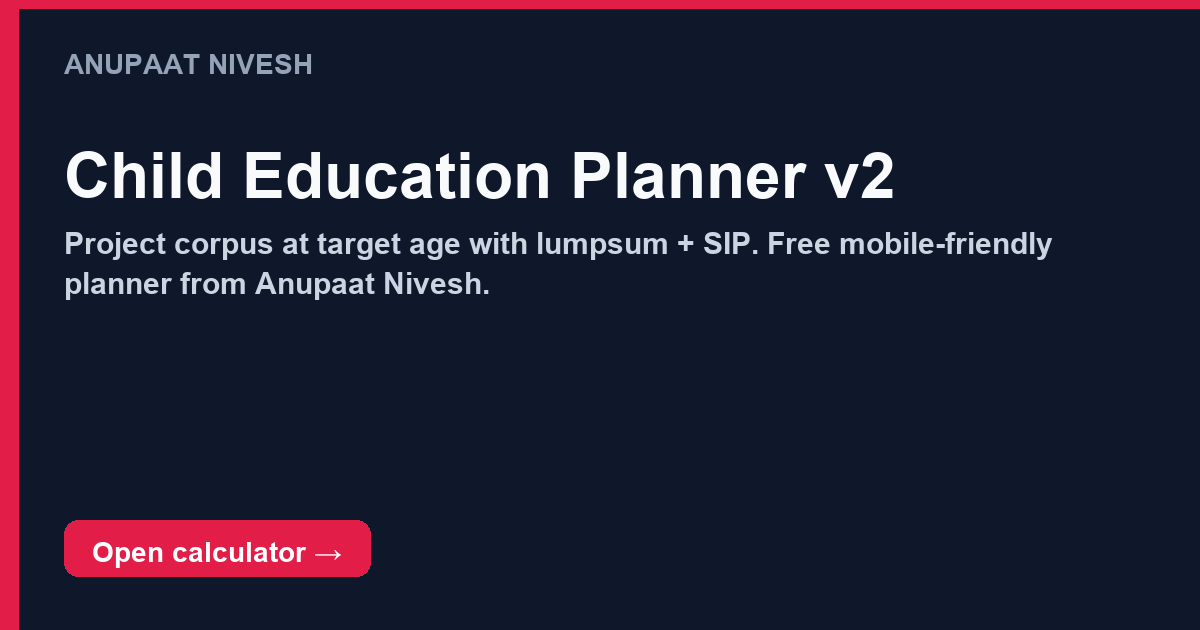 ANUPAAT NIVESH
Child Education Planner v2
Project corpus at target age with lumpsum + SIP. Free mobile-friendly
planner from Anupaat Nivesh.
Open calculator →